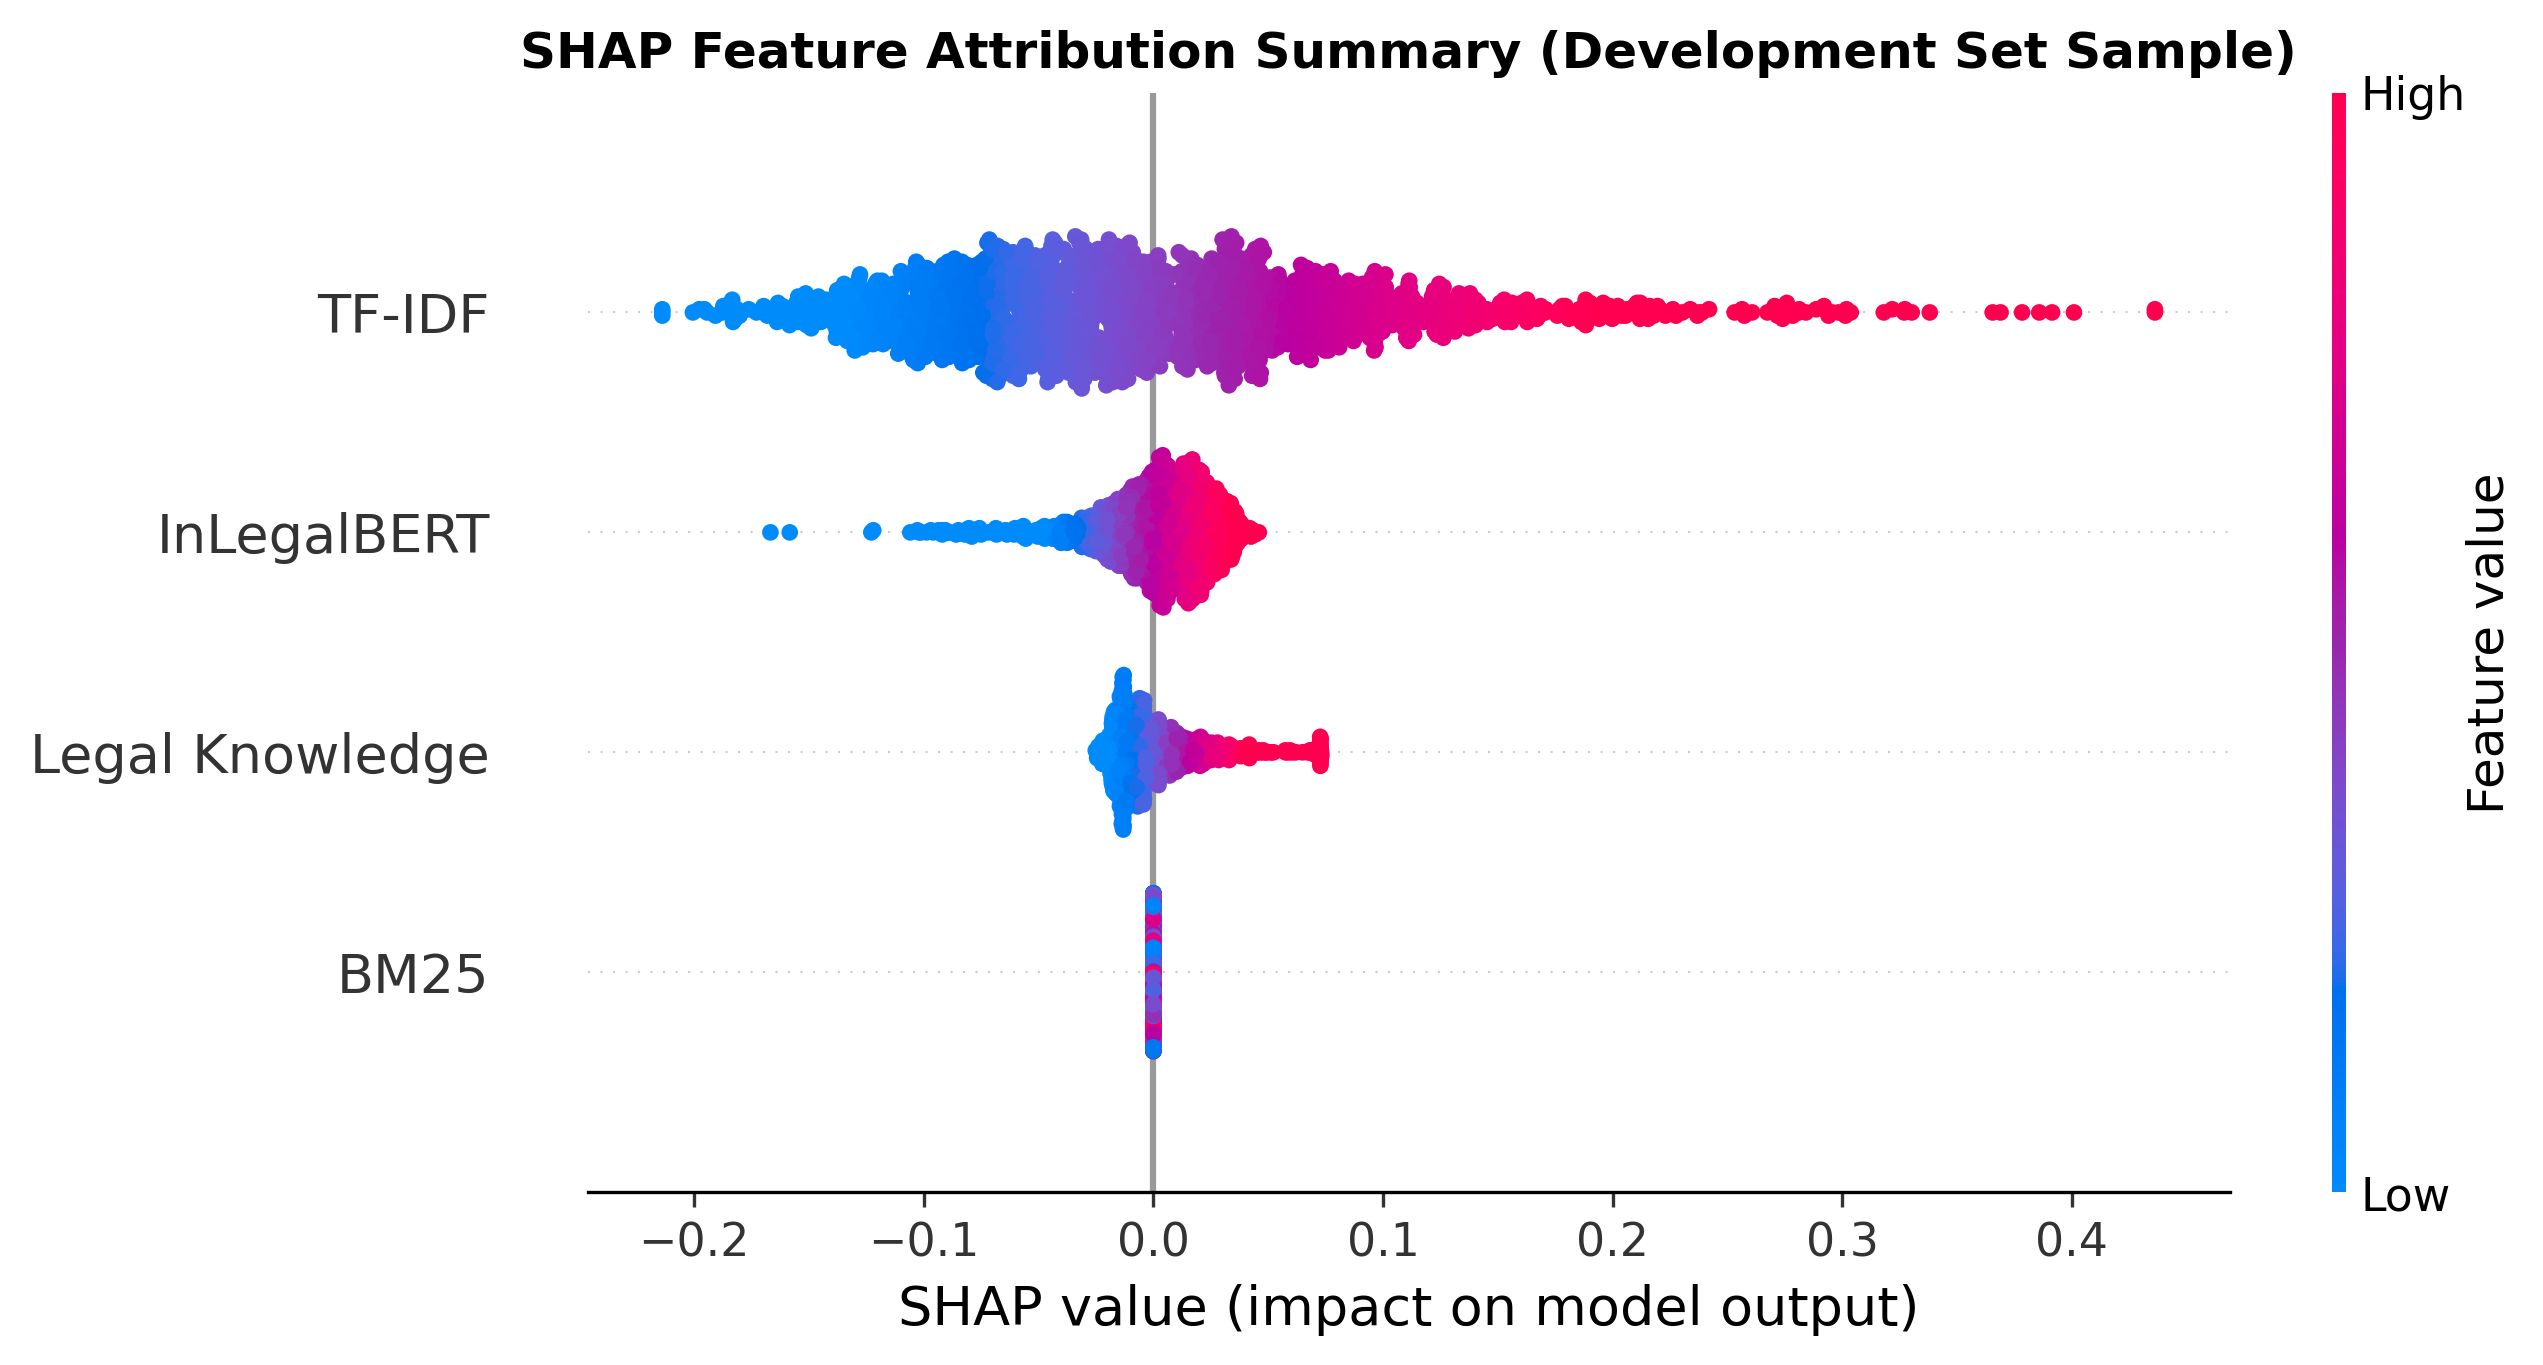 SHAP Feature Attribution Summary (Development Set Sample)
High
TF-IDF
InLegalBERT
Legal Knowledge
BM25
Feature value
Low
−0.2 −0.1 0.0 0.1 0.2 0.3 0.4
SHAP value (impact on model output)